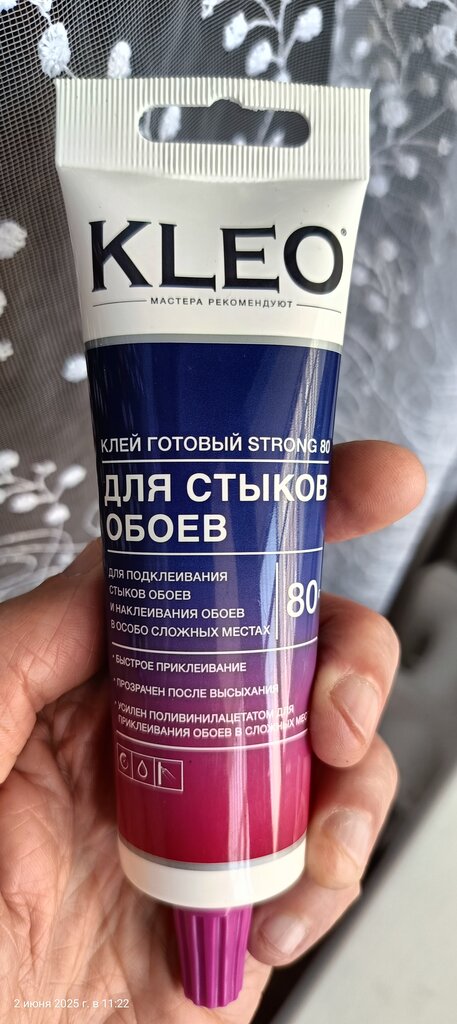 KLEO®
МАСТЕРА РЕКОМЕНДУЮТ
КЛЕЙ ГОТОВЫЙ STRONG 80
ДЛЯ СТЫКОВ
ОБОЕВ
ДЛЯ ПОДКЛЕИВАНИЯ
СТЫКОВ ОБОЕВ
И НАКЛЕИВАНИЯ ОБОЕВ
В ОСОБО СЛОЖНЫХ МЕСТАХ
80
• БЫСТРОЕ ПРИКЛЕИВАНИЕ
• ПРОЗРАЧЕН ПОСЛЕ ВЫСЫХАНИЯ
• УСИЛЕН ПОЛИВИНИЛАЦЕТАТОМ ДЛЯ
ПРИКЛЕИВАНИЯ ОБОЕВ В СЛОЖНЫХ
2 июня 2025 г. в 11:22